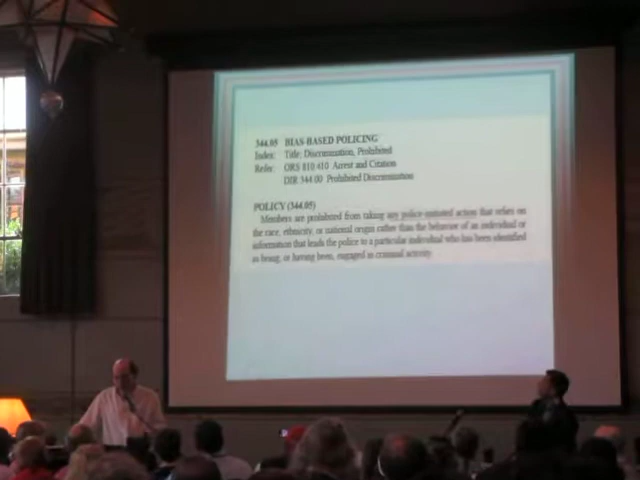 344.05 BIAS-BASED POLICING
Index: Title; Discrimination, Prohibited
Refer: ORS 810.410 Arrest and Citation
DIR 344.00 Prohibited Discrimination
POLICY (344.05)
Members are prohibited from taking any police-initiated action that relies on
the race, ethnicity, or national origin rather than the behavior of an individual or
information that leads the police to a particular individual who has been identified
as being, or having been, engaged in criminal activity.